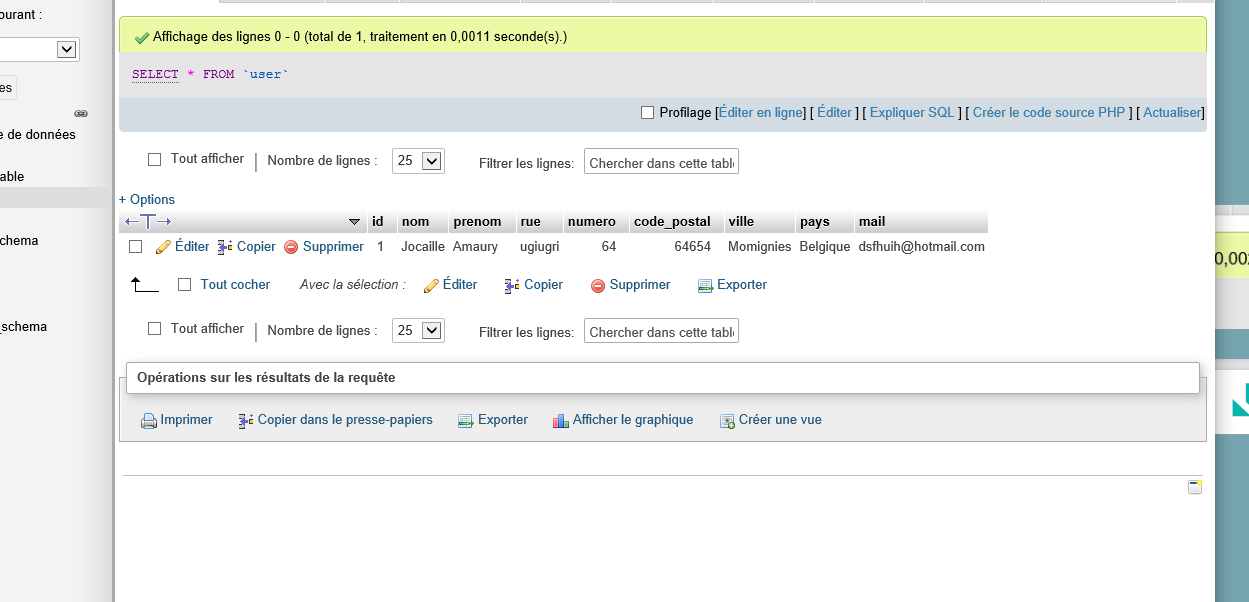 ourant :
es
e de données
able
chema
_schema
Affichage des lignes 0 - 0 (total de 1, traitement en 0,0011 seconde(s).)
SELECT * FROM `user`
Profilage [Éditer en ligne] [ Éditer ] [ Expliquer SQL ] [ Créer le code source PHP ] [ Actualiser]
Tout afficher | Nombre de lignes : 25 Filtrer les lignes: Chercher dans cette tabl
+ Options
←T→ id nom prenom rue numero code_postal ville pays mail
Éditer Copier Supprimer 1 Jocaille Amaury ugiugri 64 64654 Momignies Belgique dsfhuih@hotmail.com
Tout cocher Avec la sélection : Éditer Copier Supprimer Exporter
Tout afficher | Nombre de lignes : 25 Filtrer les lignes: Chercher dans cette tabl
Opérations sur les résultats de la requête
Imprimer Copier dans le presse-papiers Exporter Afficher le graphique Créer une vue
0,002